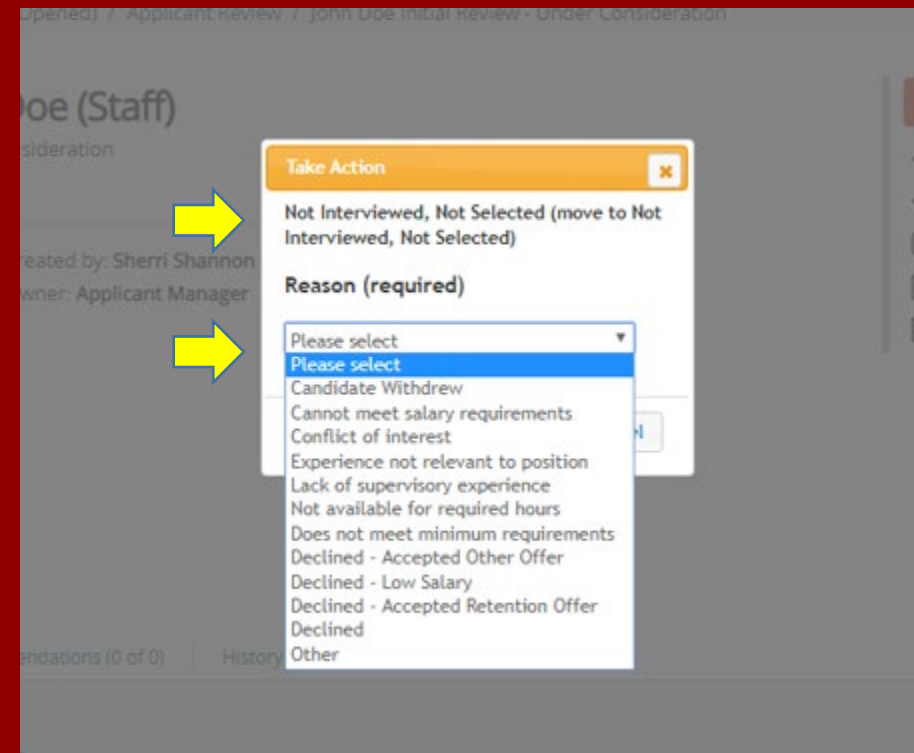 Opened) / Applicant Review / John Doe Initial Review - Under Consideration
Doe (Staff)
sideration
Take Action
Not Interviewed, Not Selected (move to Not
Interviewed, Not Selected)
reated by: Sherri Shannon
wner: Applicant Manager
Reason (required)
Please select
Please select
Candidate Withdrew
Cannot meet salary requirements
Conflict of interest
el
Experience not relevant to position
Lack of supervisory experience
Not available for required hours
Does not meet minimum requirements
Declined - Accepted Other Offer
Declined - Low Salary
Declined - Accepted Retention Offer
Declined
Other
endations (0 of 0) | History